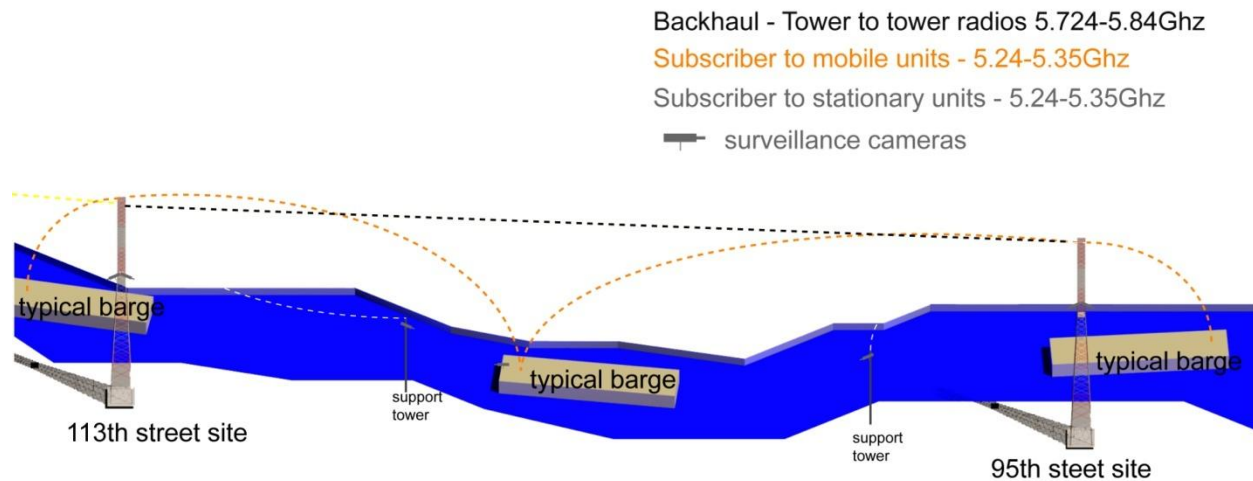 Backhaul - Tower to tower radios 5.724-5.84Ghz
Subscriber to mobile units - 5.24-5.35Ghz
Subscriber to stationary units - 5.24-5.35Ghz
surveillance cameras
typical barge
typical barge
typical barge
support
tower
support
tower
113th street site
95th steet site